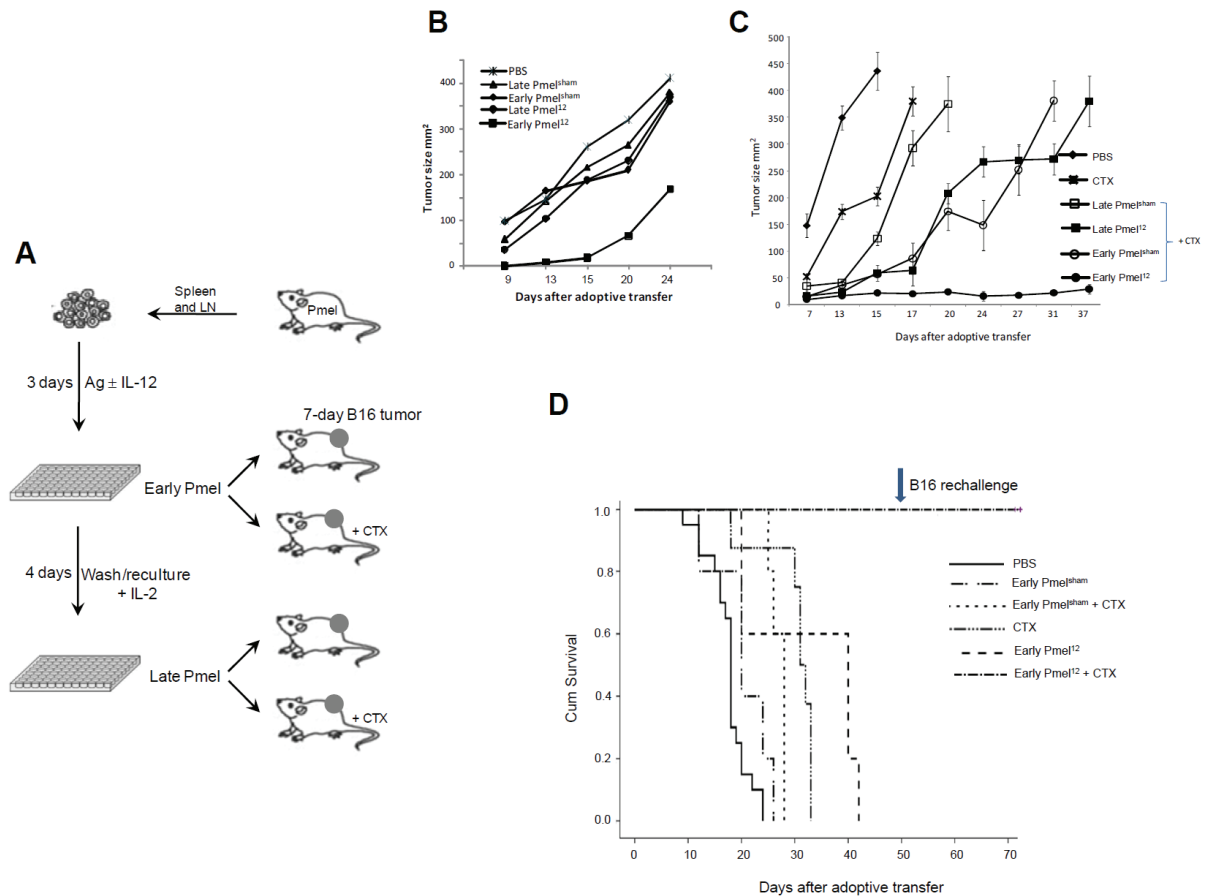 A
Spleen
and LN
Pmel
3 days
Ag ± IL-12
7-day B16 tumor
Early Pmel
+ CTX
4 days
Wash/reculture
+ IL-2
Late Pmel
+ CTX
B
PBS
Late Pmelsham
Early Pmelsham
Late Pmel12
Early Pmel12
Tumor size mm2
400
300
200
100
0
9 13 15 20 24
Days after adoptive transfer
C
Tumor size mm2
500
450
400
350
300
250
200
150
100
50
0
7 13 15 17 20 24 27 31 37
Days after adoptive transfer
PBS
CTX
Late Pmelsham
Late Pmel12
Early Pmelsham
Early Pmel12
+ CTX
D
B16 rechallenge
Cum Survival
1.0
0.8
0.6
0.4
0.2
0.0
0 10 20 30 40 50 60 70
Days after adoptive transfer
PBS
Early Pmelsham
Early Pmelsham + CTX
CTX
Early Pmel12
Early Pmel12 + CTX